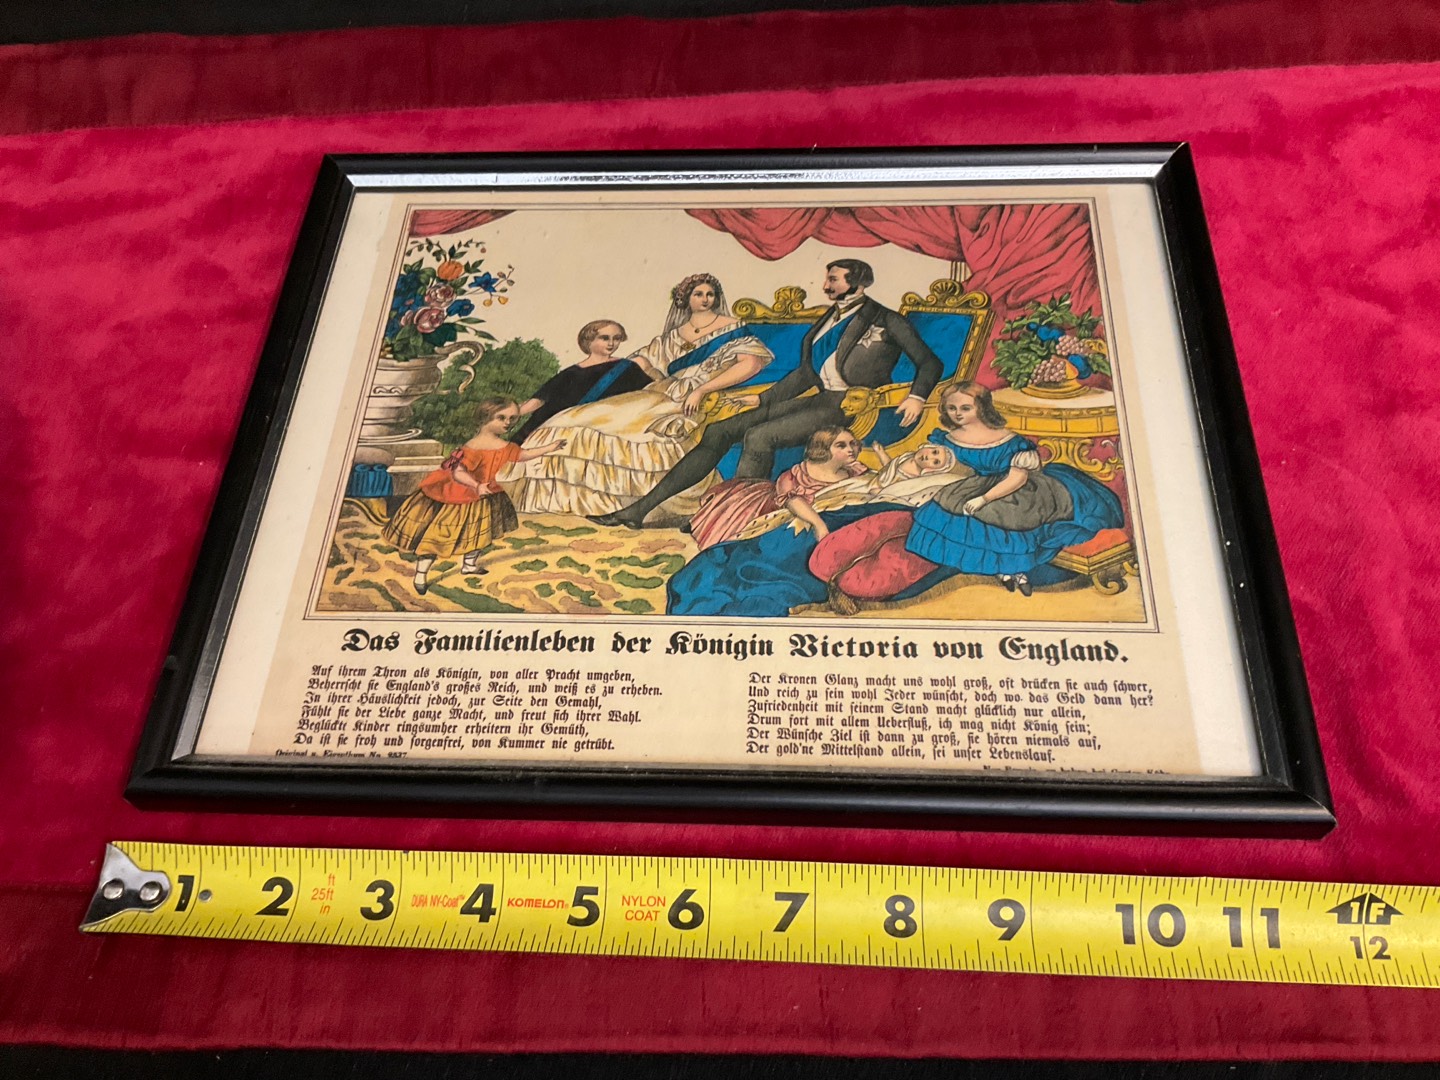 Das Familienleben der Königin Victoria von England.
Auf ihrem Thron als Königin, von aller Pracht umgeben,
Beherrscht sie England's großes Reich, und weiß es zu erheben.
In ihrer Häuslichkeit jedoch, zur Seite den Gemahl,
Fühlt sie der Liebe ganze Macht, und freut sich ihrer Wahl.
Beglückte Kinder ringsumher erheitern ihr Gemüth,
Da ist sie froh und sorgenfrei, von Kummer nie getrübt.
Der Kronen Glanz macht uns wohl groß, oft drücken sie auch schwer,
Und reich zu sein wohl Jeder wünscht, doch wo das Geld dann her?
Zufriedenheit mit seinem Stand macht glücklich nur allein,
Drum fort mit allem Ueberfluß, ich mag nicht König sein;
Der Wünsche Ziel ist dann zu groß, sie hören niemals auf,
Der gold'ne Mittelstand allein, sei unser Lebenslauf.
Original u. Eigenthum No.
1 2 ft 25ft in 3 DURA NY-Coat 4 KOMELON 5 NYLON COAT 6 7 8 9 10 11 1F 12